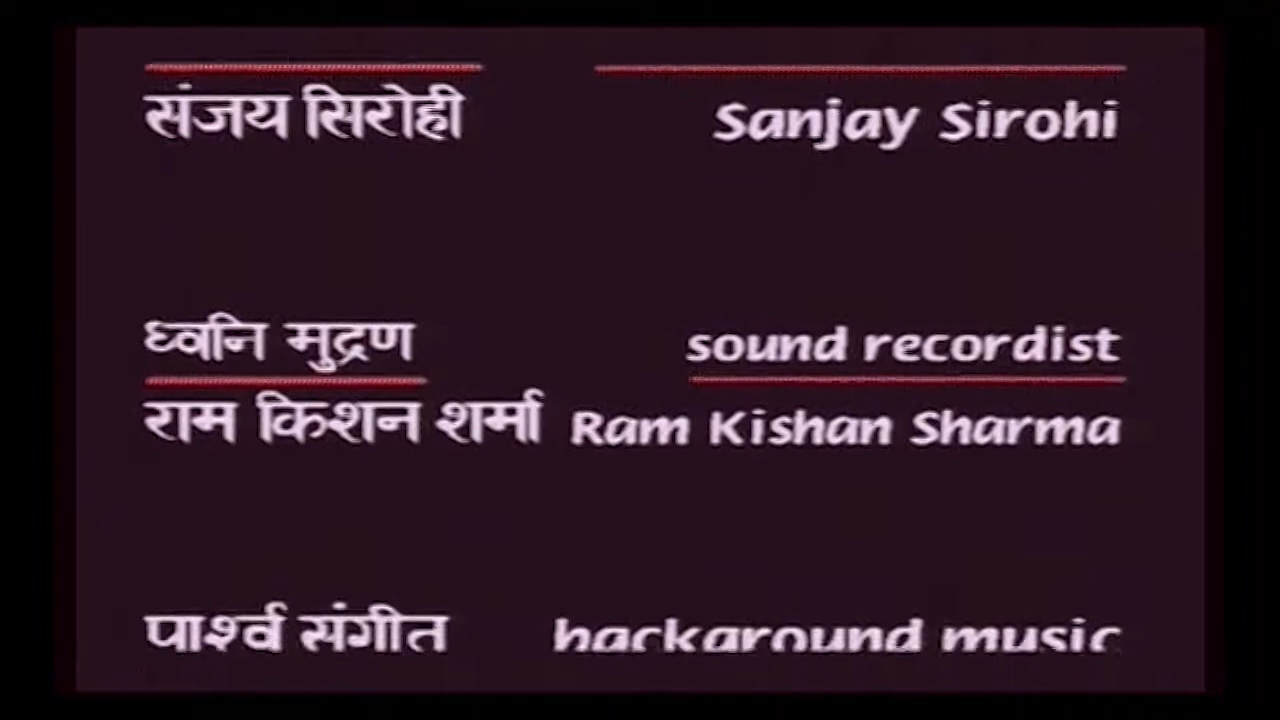 संजय सिरोही Sanjay Sirohi
ध्वनि मुद्रण sound recordist
राम किशन शर्मा Ram Kishan Sharma
पार्श्व संगीत background music